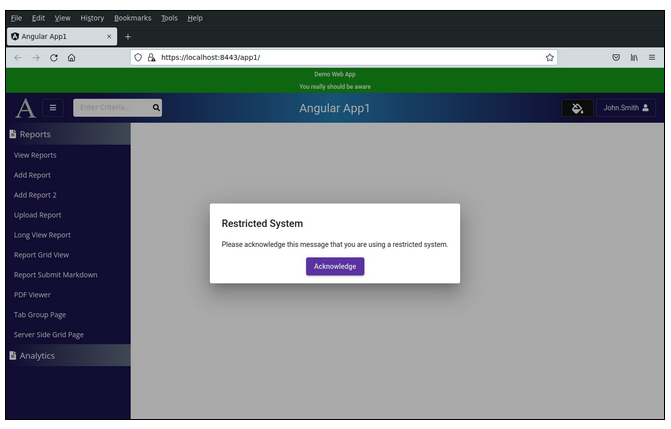 File Edit View History Bookmarks Tools Help
Angular App1
https://localhost:8443/app1/
Demo Web App
You really should be aware
A
Enter Criteria...
Angular App1
John.Smith
Reports
View Reports
Add Report
Add Report 2
Upload Report
Long View Report
Report Grid View
Report Submit Markdown
PDF Viewer
Tab Group Page
Server Side Grid Page
Analytics
Restricted System
Please acknowledge this message that you are using a restricted system.
Acknowledge